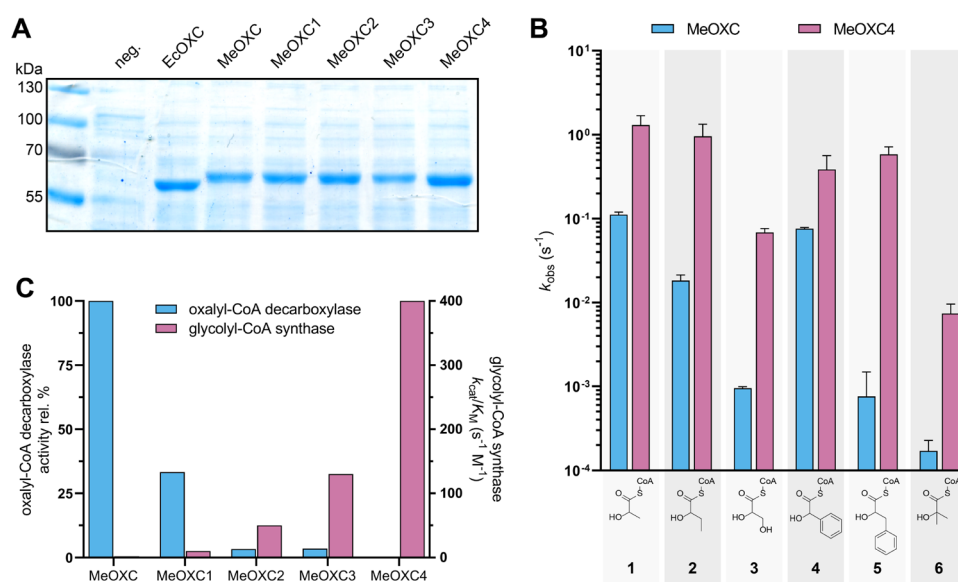 A
kDa
neg.
EcOXC
MeOXC
MeOXC1
MeOXC2
MeOXC3
MeOXC4
130
100
70
55
B
MeOXC
MeOXC4
k_obs (s⁻¹)
10¹
10⁰
10⁻¹
10⁻²
10⁻³
10⁻⁴
CoA
S
O
HO
1
CoA
S
O
HO
2
CoA
S
O
HO
OH
3
CoA
S
O
HO
4
CoA
S
O
HO
5
CoA
S
O
HO
6
C
oxalyl-CoA decarboxylase
glycolyl-CoA synthase
oxalyl-CoA decarboxylase
activity rel. %
100
75
50
25
0
400
300
200
100
0
glycolyl-CoA synthase
k_cat/K_M (s⁻¹ M⁻¹)
MeOXC
MeOXC1
MeOXC2
MeOXC3
MeOXC4